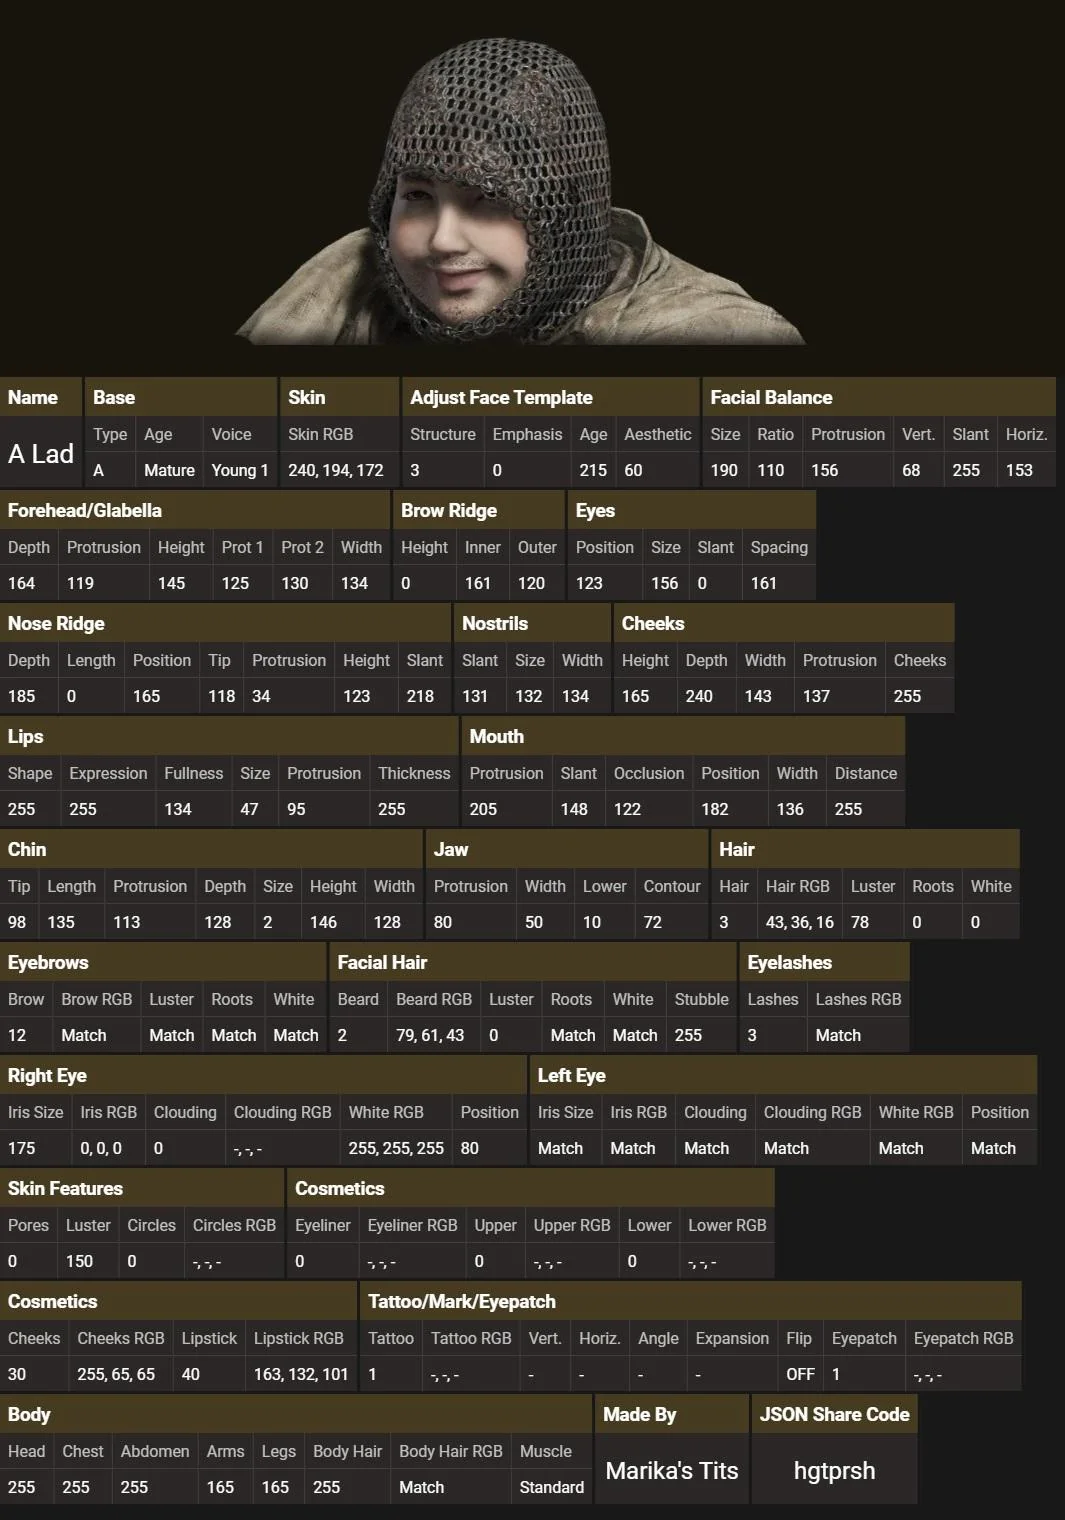 Name Base Skin Adjust Face Template Facial Balance
Type Age Voice Skin RGB Structure Emphasis Age Aesthetic Size Ratio Protrusion Vert. Slant Horiz.
A Lad A Mature Young 1 240, 194, 172 3 0 215 60 190 110 156 68 255 153
Forehead/Glabella Brow Ridge Eyes
Depth Protrusion Height Prot 1 Prot 2 Width Height Inner Outer Position Size Slant Spacing
164 119 145 125 130 134 0 161 120 123 156 0 161
Nose Ridge Nostrils Cheeks
Depth Length Position Tip Protrusion Height Slant Slant Size Width Height Depth Width Protrusion Cheeks
185 0 165 118 34 123 218 131 132 134 165 240 143 137 255
Lips Mouth
Shape Expression Fullness Size Protrusion Thickness Protrusion Slant Occlusion Position Width Distance
255 255 134 47 95 255 205 148 122 182 136 255
Chin Jaw Hair
Tip Length Protrusion Depth Size Height Width Protrusion Width Lower Contour Hair Hair RGB Luster Roots White
98 135 113 128 2 146 128 80 50 10 72 3 43, 36, 16 78 0 0
Eyebrows Facial Hair Eyelashes
Brow Brow RGB Luster Roots White Beard Beard RGB Luster Roots White Stubble Lashes Lashes RGB
12 Match Match Match Match 2 79, 61, 43 0 Match Match 255 3 Match
Right Eye Left Eye
Iris Size Iris RGB Clouding Clouding RGB White RGB Position Iris Size Iris RGB Clouding Clouding RGB White RGB Position
175 0, 0, 0 0 -, -, - 255, 255, 255 80 Match Match Match Match Match Match
Skin Features Cosmetics
Pores Luster Circles Circles RGB Eyeliner Eyeliner RGB Upper Upper RGB Lower Lower RGB
0 150 0 -, -, - 0 -, -, - 0 -, -, - 0 -, -, -
Cosmetics Tattoo/Mark/Eyepatch
Cheeks Cheeks RGB Lipstick Lipstick RGB Tattoo Tattoo RGB Vert. Horiz. Angle Expansion Flip Eyepatch Eyepatch RGB
30 255, 65, 65 40 163, 132, 101 1 -, -, - - - - - OFF 1 -, -, -
Body Made By JSON Share Code
Head Chest Abdomen Arms Legs Body Hair Body Hair RGB Muscle
255 255 255 165 165 255 Match Standard Marika's Tits hgtprsh